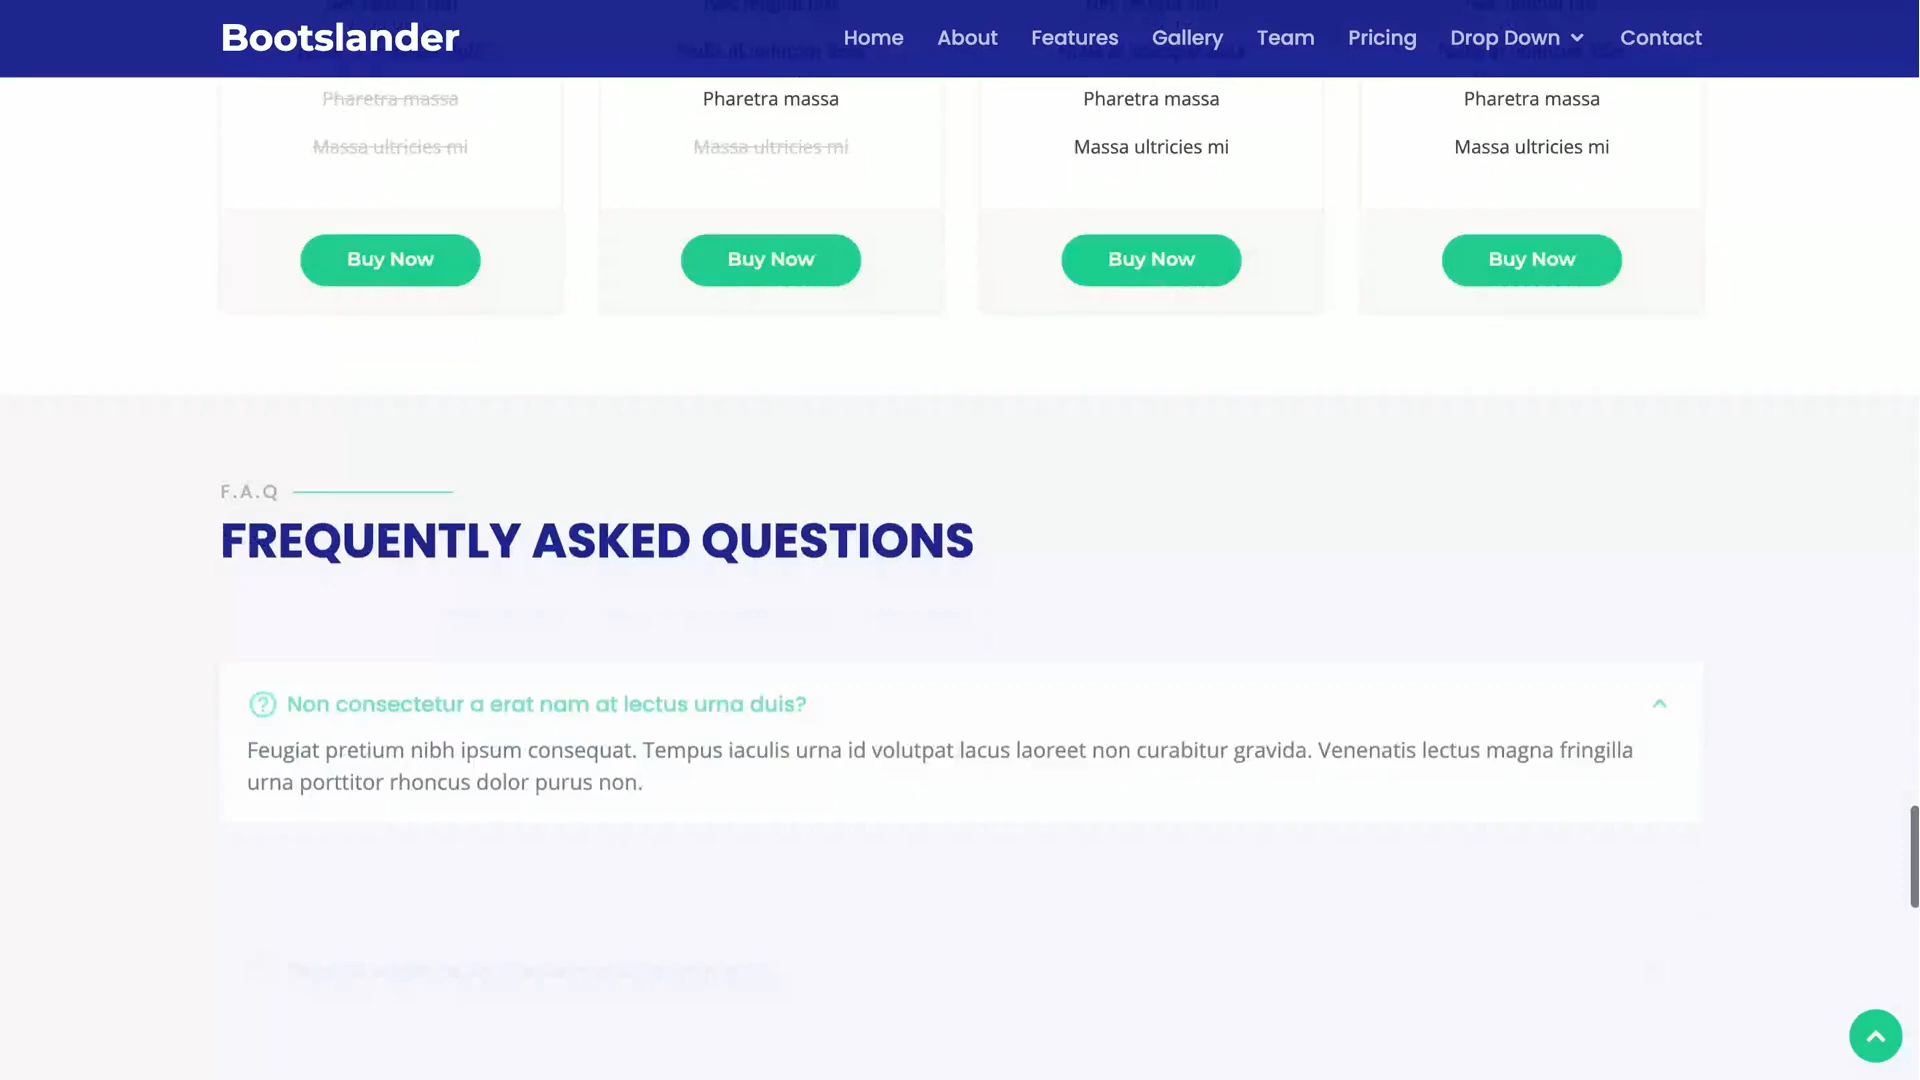 Bootslander
Home About Features Gallery Team Pricing Drop Down Contact
Pharetra massa Pharetra massa Pharetra massa Pharetra massa
Massa ultricies mi Massa ultricies mi Massa ultricies mi Massa ultricies mi
Buy Now Buy Now Buy Now Buy Now
F.A.Q
FREQUENTLY ASKED QUESTIONS
Non consectetur a erat nam at lectus urna duis?
Feugiat pretium nibh ipsum consequat. Tempus iaculis urna id volutpat lacus laoreet non curabitur gravida. Venenatis lectus magna fringilla
urna porttitor rhoncus dolor purus non.